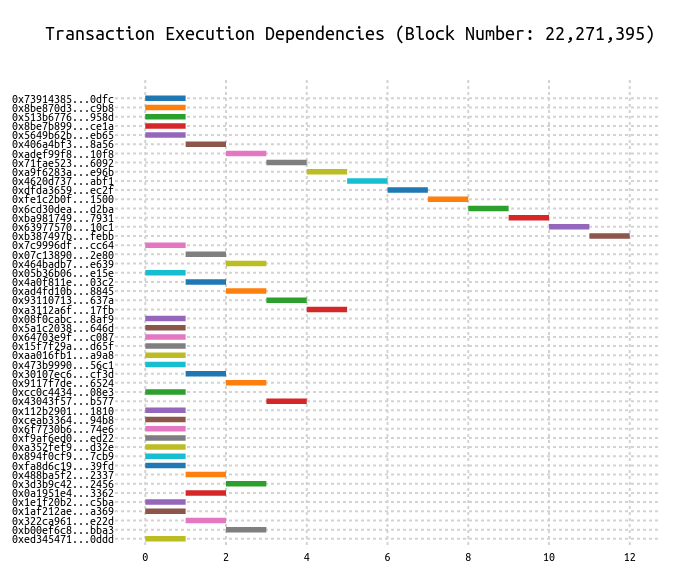 Transaction Execution Dependencies (Block Number: 22,271,395)
0x73914385...0dfc
0x8be870d3...c9b8
0x513b6776...958d
0x8be7b899...ce1a
0x5649b62b...eb65
0x406a4bf3...8a56
0xadef99f8...10f8
0x71fae523...6092
0xa9f6283a...e96b
0x4620d737...abf1
0xdfda3659...ec2f
0xfe1c2b0f...1500
0x6cd30dea...d2ba
0xba981749...7931
0x63977570...10c1
0xb387497b...febb
0x7c9996df...cc64
0x07c13890...2e80
0x464badb7...e639
0x05b36b06...e15e
0x4a0f811e...03c2
0xad4fd10b...8845
0x93110713...637a
0xa3112a6f...17fb
0x08f0cabc...8af9
0x5a1c2038...646d
0x64703e9f...c087
0x15f7f29a...d65f
0xaa016fb1...a9a8
0x473b9990...56c1
0x30107ec6...cf3d
0x9117f7de...6524
0xcc0c4434...08e3
0x43043f57...b577
0x112b2901...1810
0xceab3364...94b8
0x6f7730b6...74e6
0xf9af6ed0...ed22
0xa352fef9...d32e
0x894f0cf9...7cb9
0xfa8d6c19...39fd
0x488ba5f2...2337
0x3d3b9c42...2456
0x0a1951e4...3362
0x1e1f20b2...c5ba
0x1af212ae...a369
0x322ca961...e22d
0xb00ef6c8...bba3
0xed345471...0ddd
0 2 4 6 8 10 12